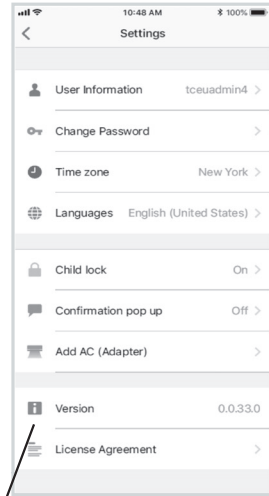 10:48 AM 100%
Settings
User Information tceuadmin4
Change Password
Time zone New York
Languages English (United States)
Child lock On
Confirmation pop up Off
Add AC (Adapter)
Version 0.0.33.0
License Agreement